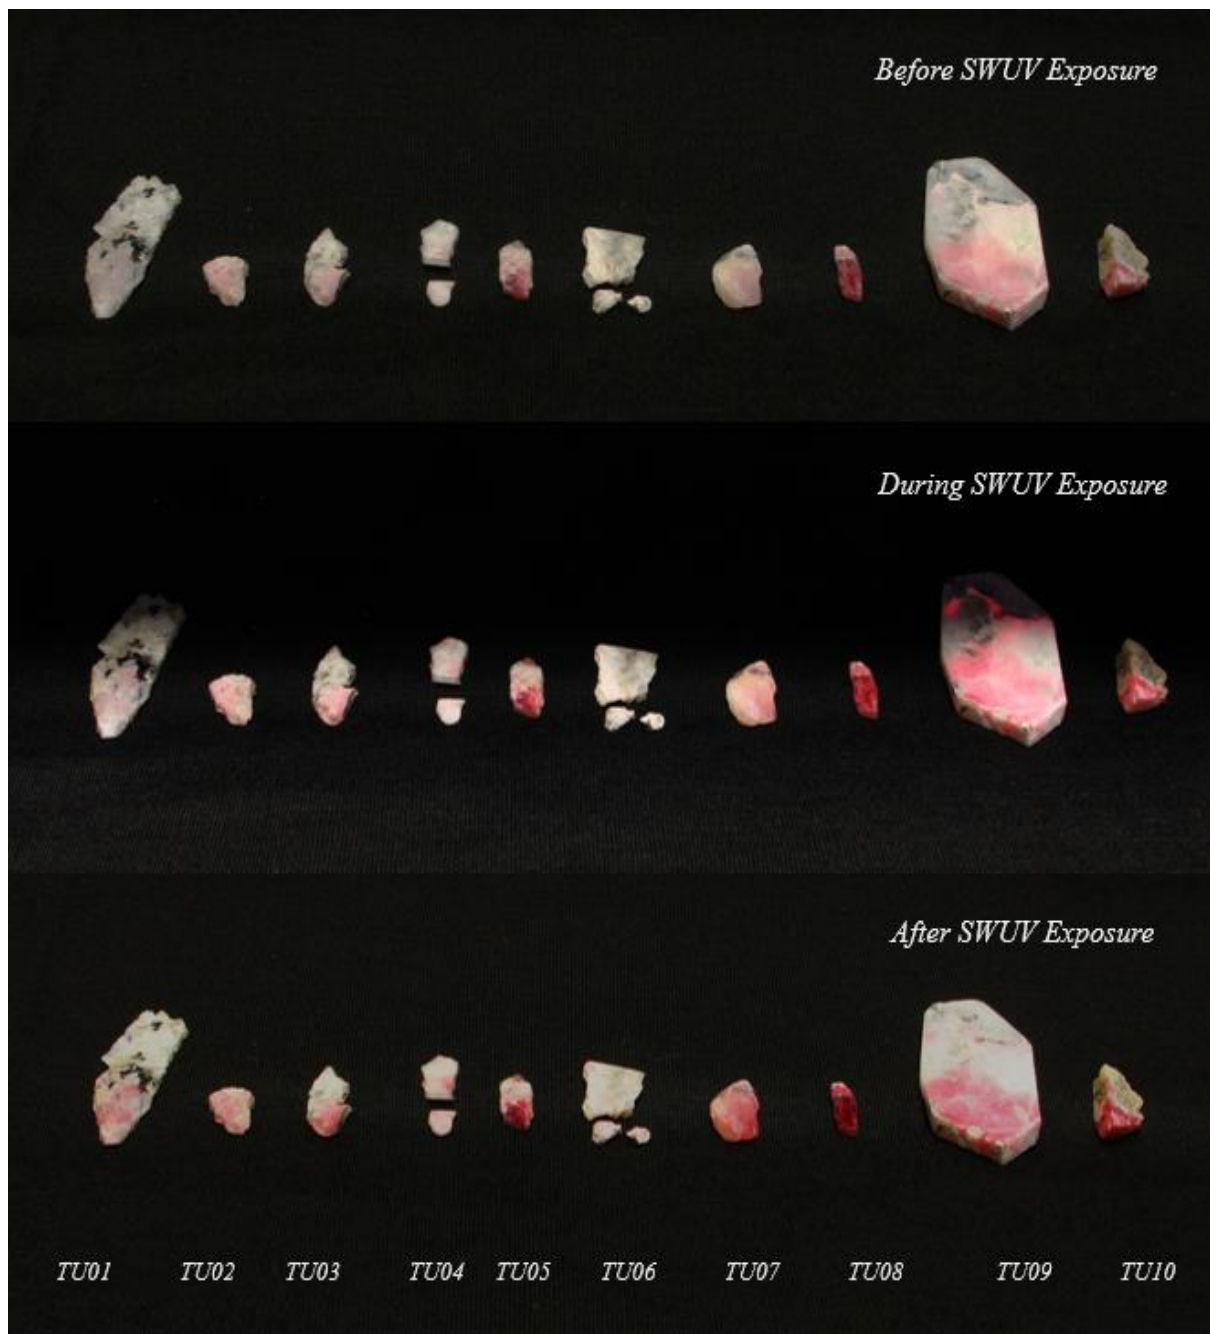 Before SWUV Exposure
During SWUV Exposure
After SWUV Exposure
TU01 TU02 TU03 TU04 TU05 TU06 TU07 TU08 TU09 TU10